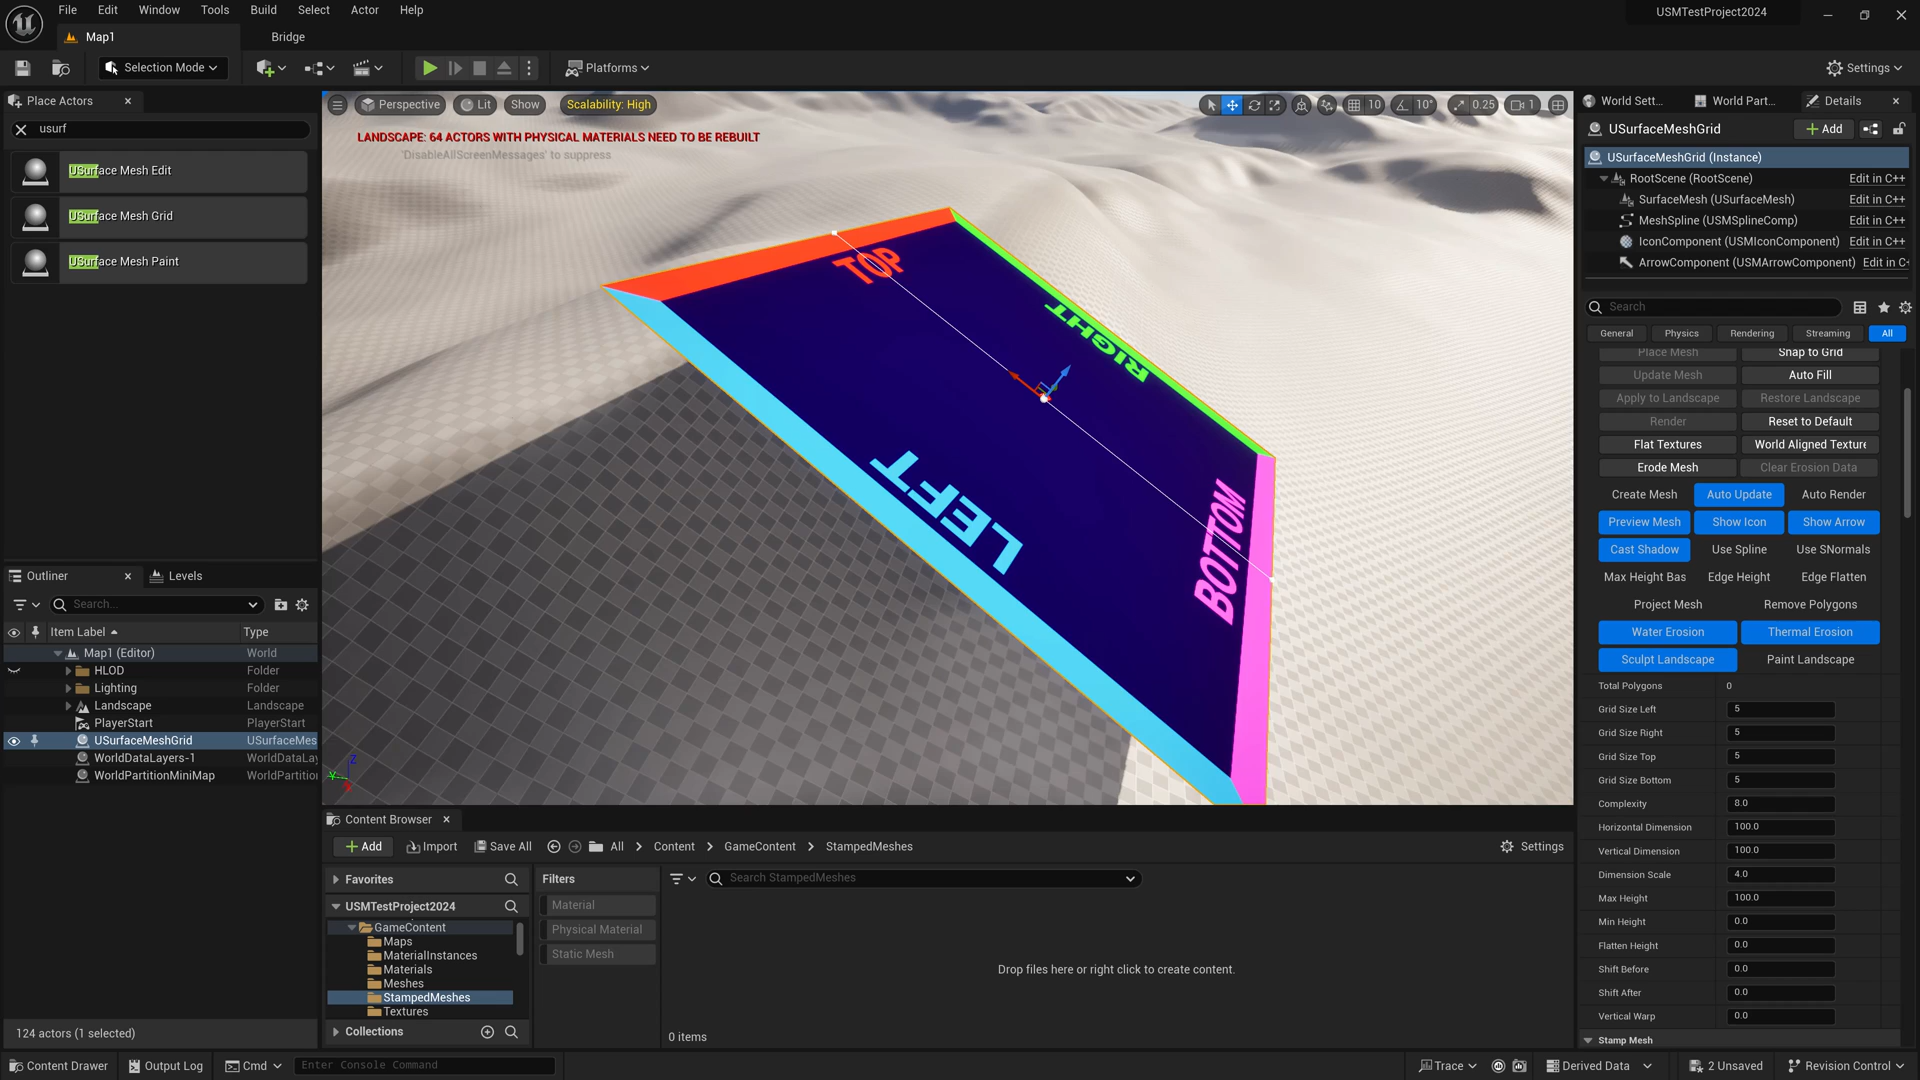 File Edit Window Tools Build Select Actor Help
USMTestProject2024
Map1
Bridge
Selection Mode
Platforms
Settings
Place Actors
usurf
USurface Mesh Edit
USurface Mesh Grid
USurface Mesh Paint
Perspective Lit Show Scalability: High
10 10° 0.25 1
LANDSCAPE: 64 ACTORS WITH PHYSICAL MATERIALS NEED TO BE REBUILT
'DisableAllScreenMessages' to suppress
TOP
RIGHT
LEFT
BOTTOM
Z
Y
X
Outliner Levels
Search...
Item Label Type
Map1 (Editor) World
HLOD Folder
Lighting Folder
Landscape Landscape
PlayerStart PlayerStart
USurfaceMeshGrid USurfaceMes
WorldDataLayers-1 WorldDataLay
WorldPartitionMiniMap WorldPartition
124 actors (1 selected)
Content Browser
Add Import Save All All Content GameContent StampedMeshes Settings
Favorites
USMTestProject2024
GameContent
Maps
MaterialInstances
Materials
Meshes
StampedMeshes
Textures
Collections
Filters
Material
Physical Material
Static Mesh
Search StampedMeshes
Drop files here or right click to create content.
0 items
World Sett... World Part... Details
USurfaceMeshGrid Add
USurfaceMeshGrid (Instance)
RootScene (RootScene) Edit in C++
SurfaceMesh (USurfaceMesh) Edit in C++
MeshSpline (USMSplineComp) Edit in C++
IconComponent (USMIconComponent) Edit in C++
ArrowComponent (USMArrowComponent) Edit in C+
Search
General Physics Rendering Streaming All
Place Mesh Snap to Grid
Update Mesh Auto Fill
Apply to Landscape Restore Landscape
Render Reset to Default
Flat Textures World Aligned Texture
Erode Mesh Clear Erosion Data
Create Mesh Auto Update Auto Render
Preview Mesh Show Icon Show Arrow
Cast Shadow Use Spline Use SNormals
Max Height Bas Edge Height Edge Flatten
Project Mesh Remove Polygons
Water Erosion Thermal Erosion
Sculpt Landscape Paint Landscape
Total Polygons 0
Grid Size Left 5
Grid Size Right 5
Grid Size Top 5
Grid Size Bottom 5
Complexity 8.0
Horizontal Dimension 100.0
Vertical Dimension 100.0
Dimension Scale 4.0
Max Height 100.0
Min Height 0.0
Flatten Height 0.0
Shift Before 0.0
Shift After 0.0
Vertical Warp 0.0
Stamp Mesh
Content Drawer Output Log Cmd Enter Console Command Trace Derived Data 2 Unsaved Revision Control